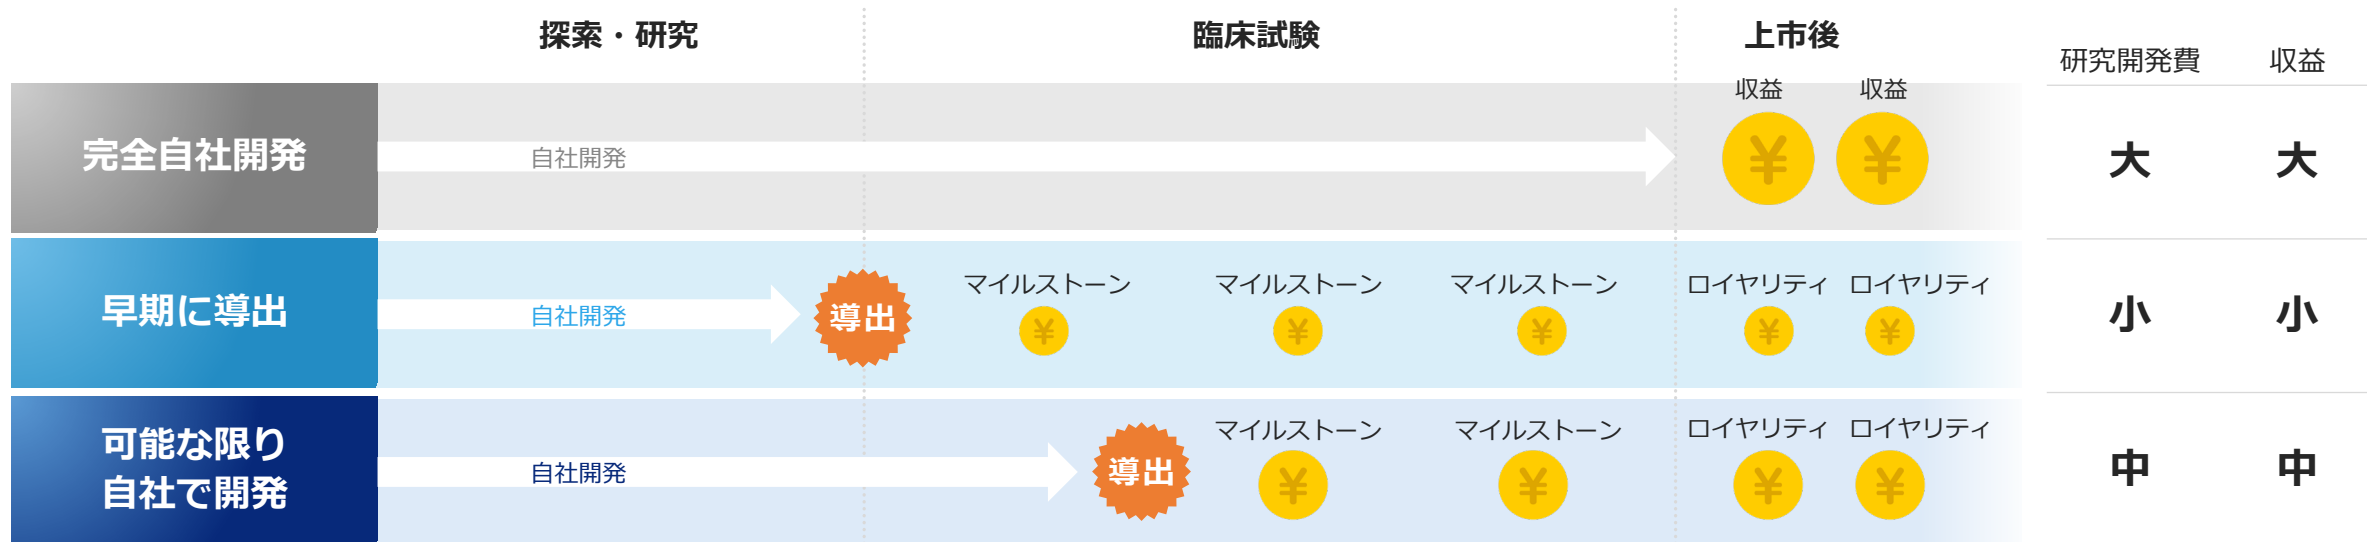 探索・研究
臨床試験
上市後
研究開発費
収益
収益
収益
完全自社開発
自社開発
¥
¥
大
大
早期に導出
自社開発
導出
マイルストーン
マイルストーン
マイルストーン
ロイヤリティ
ロイヤリティ
¥
¥
¥
¥
¥
小
小
可能な限り
自社で開発
自社開発
導出
マイルストーン
マイルストーン
ロイヤリティ
ロイヤリティ
¥
¥
¥
¥
中
中